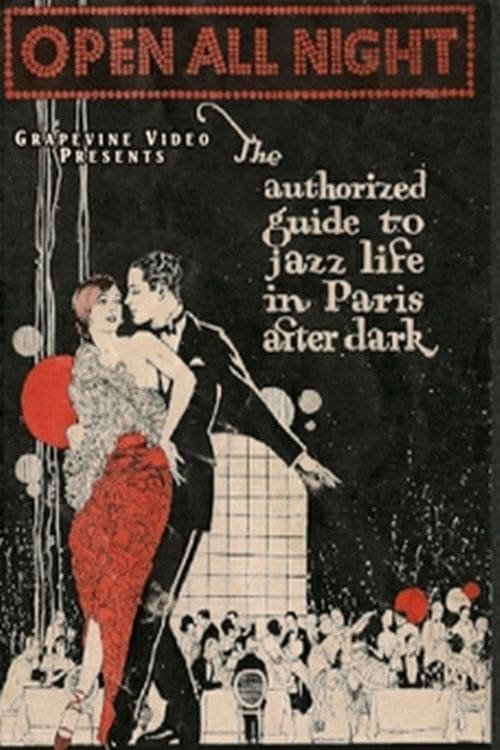 OPEN ALL NIGHT
GRAPEVINE VIDEO
PRESENTS
The
authorized
guide to
jazz life
in Paris
after dark